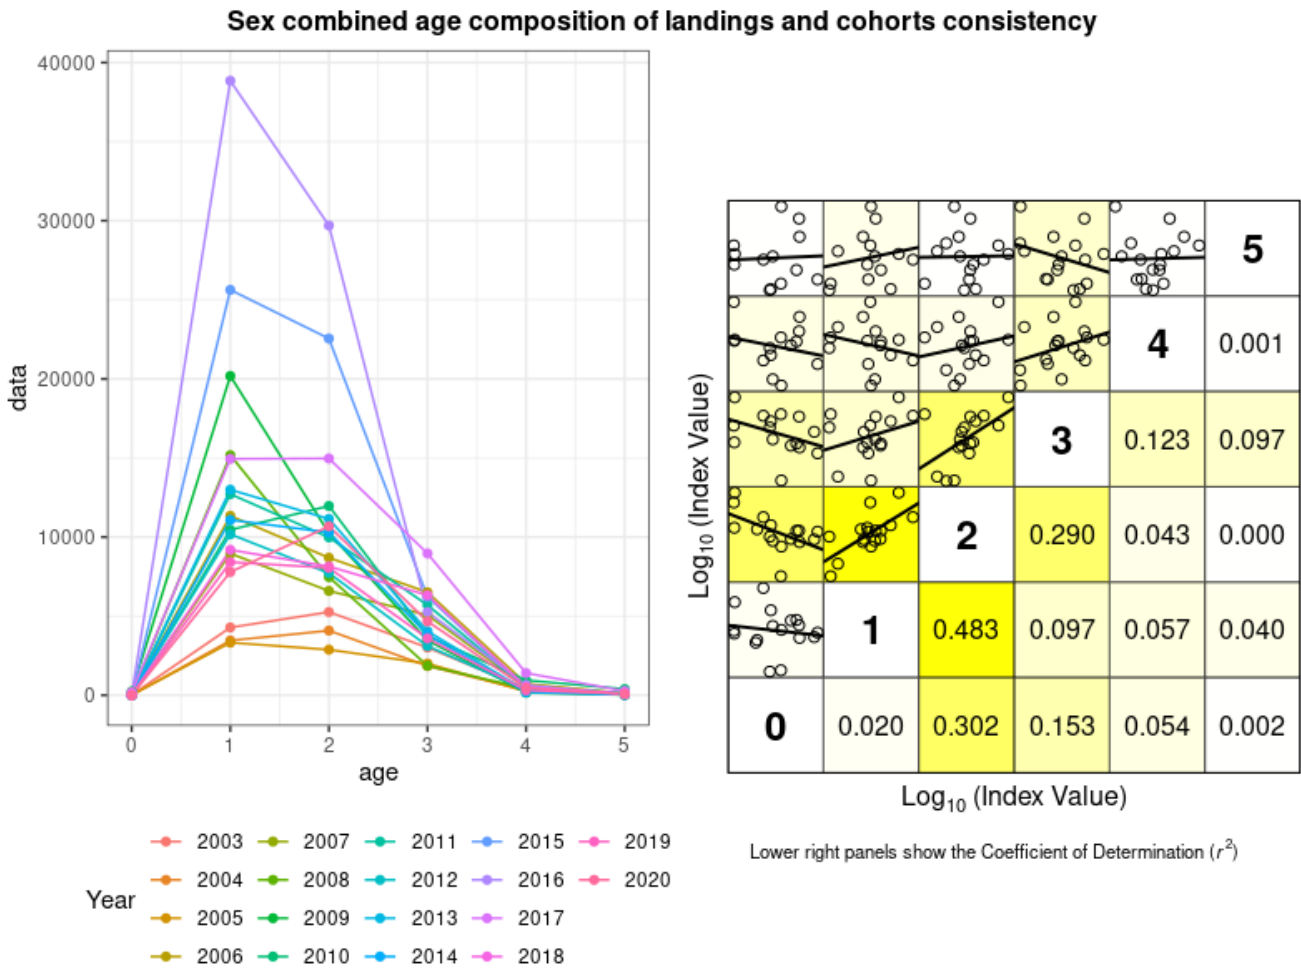 Sex combined age composition of landings and cohorts consistency
40000
30000
20000
10000
0
data
0 1 2 3 4 5
age
Year
2003 2007 2011 2015 2019
2004 2008 2012 2016 2020
2005 2009 2013 2017
2006 2010 2014 2018
Log10 (Index Value)
5
4 0.001
3 0.123 0.097
2 0.290 0.043 0.000
1 0.483 0.097 0.057 0.040
0 0.020 0.302 0.153 0.054 0.002
Log10 (Index Value)
Lower right panels show the Coefficient of Determination (r²)